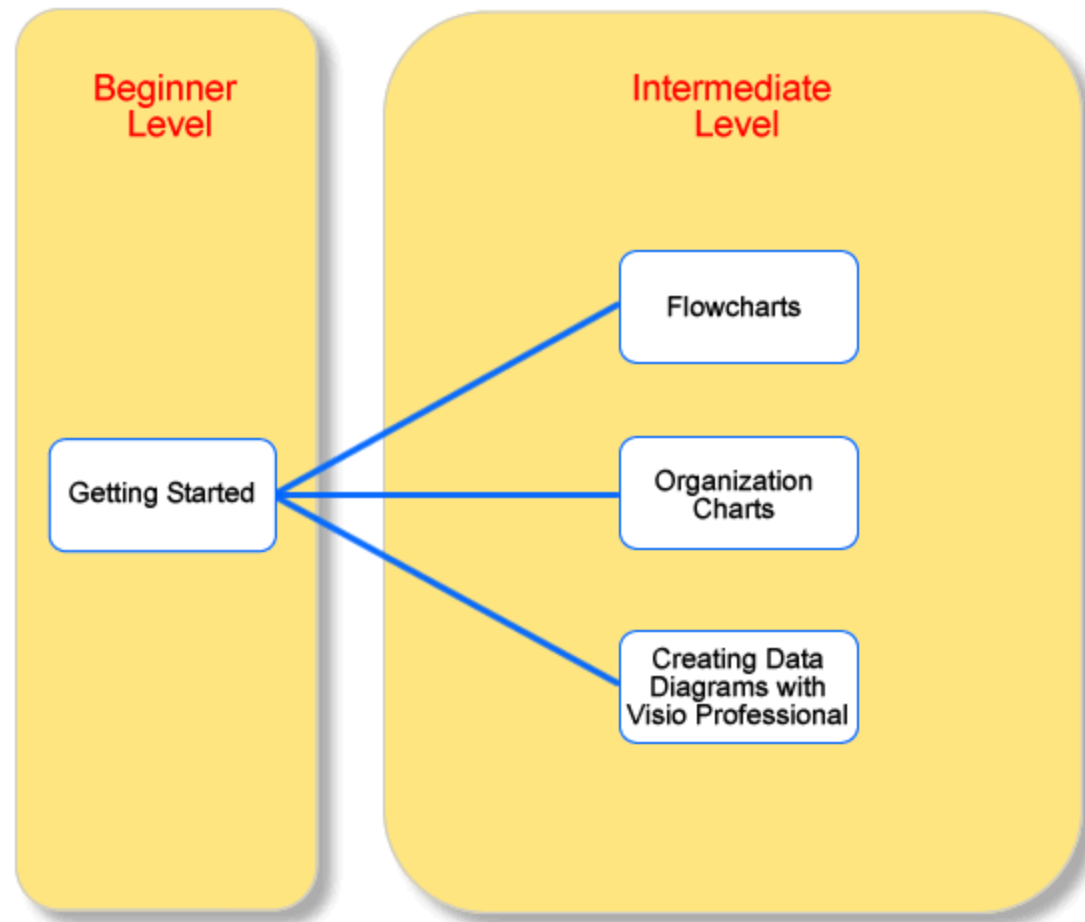 Beginner
Level
Intermediate
Level
Flowcharts
Getting Started
Organization
Charts
Creating Data
Diagrams with
Visio Professional